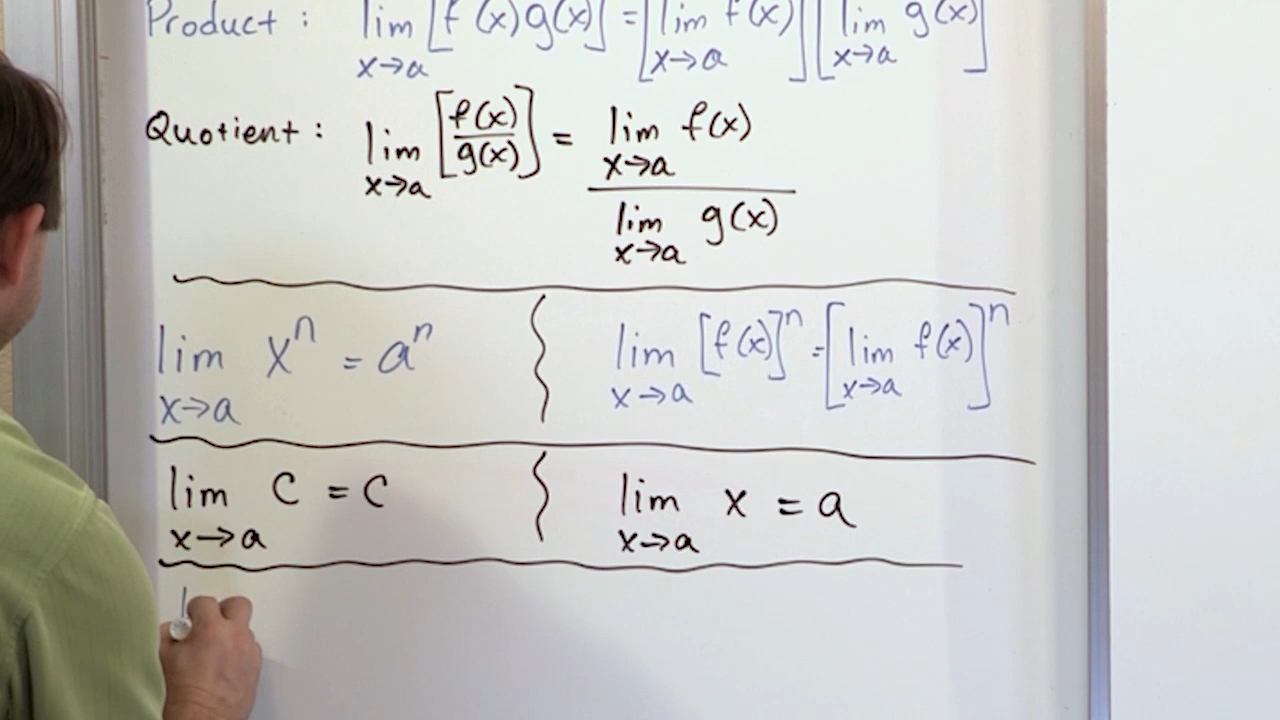 Product : lim x→a [f(x)g(x)] = [lim x→a f(x)] [lim x→a g(x)]
Quotient : lim x→a [f(x)/g(x)] = lim x→a f(x) / lim x→a g(x)
lim x→a xⁿ = aⁿ
lim x→a [f(x)]ⁿ = [lim x→a f(x)]ⁿ
lim x→a C = C
lim x→a x = a